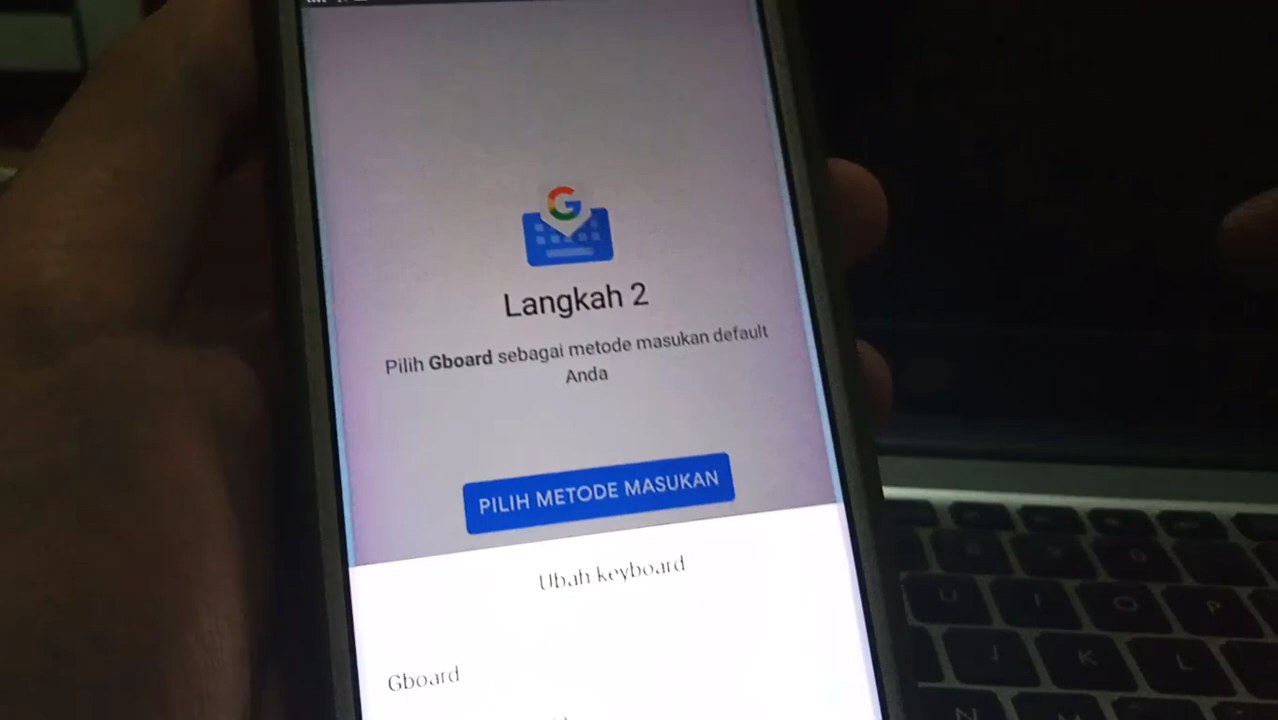 G
Langkah 2
Pilih Gboard sebagai metode masukan default
Anda
PILIH METODE MASUKAN
Ubah keyboard
Gboard
U I O P
J K L
N